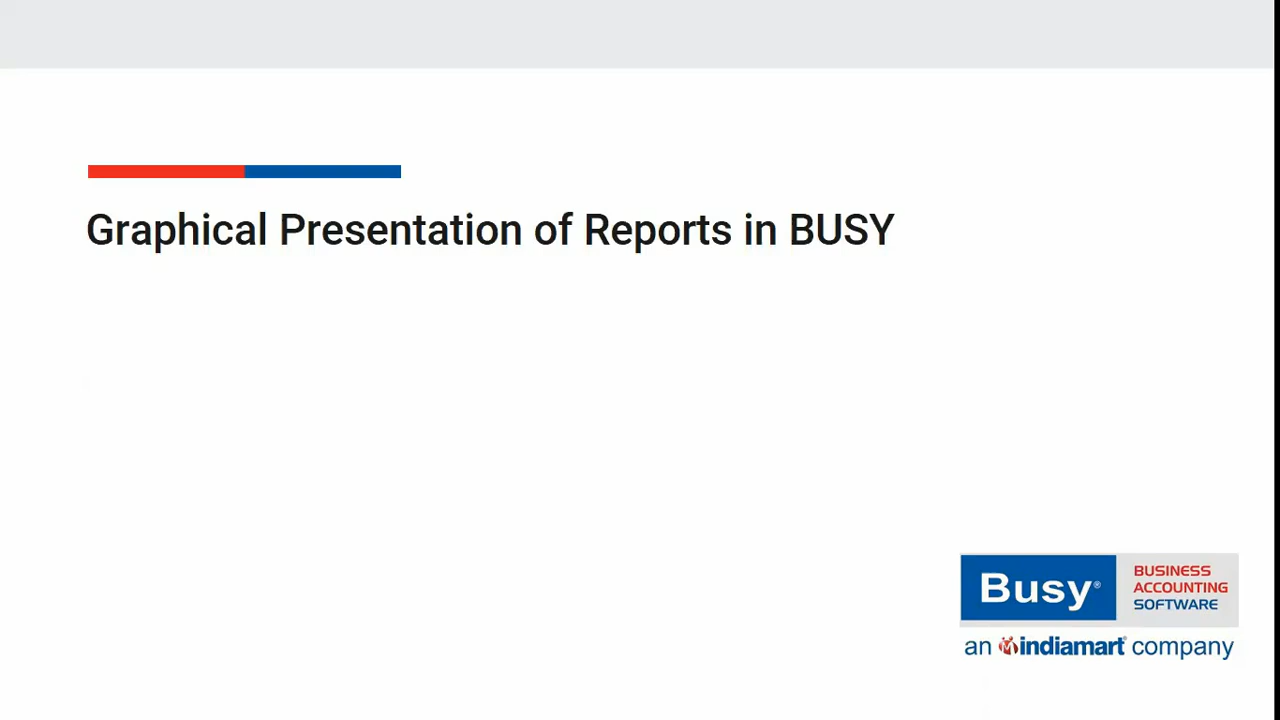 Graphical Presentation of Reports in BUSY
Busy®
BUSINESS
ACCOUNTING
SOFTWARE
an indiamart® company